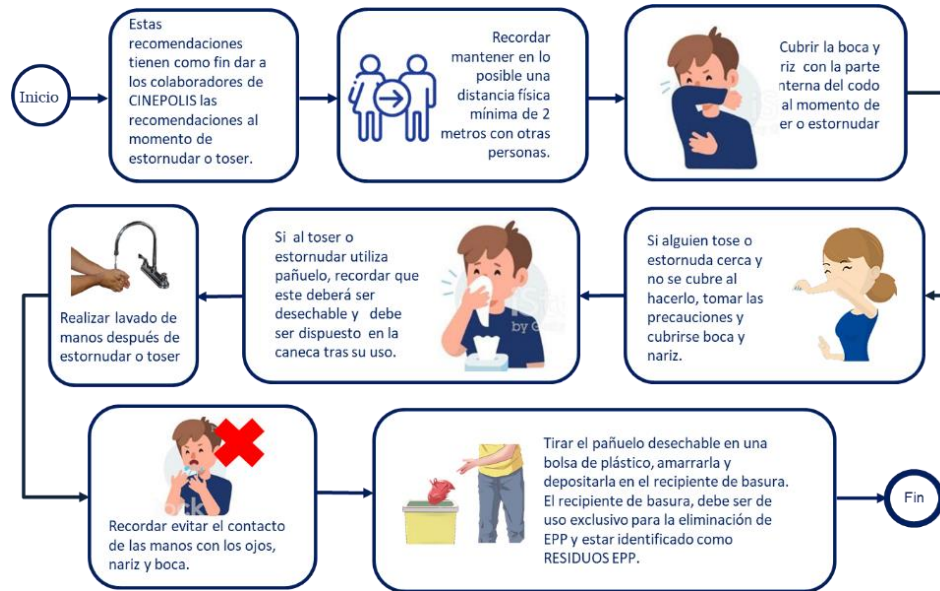 Inicio
Estas
recomendaciones
tienen como fin dar a
los colaboradores de
CINEPOLIS las
recomendaciones al
momento de
estornudar o toser.
Recordar
mantener en lo
posible una
distancia física
mínima de 2
metros con otras
personas.
Cubrir la boca y
riz con la parte
nterna del codo
al momento de
er o estornudar
Si alguien tose o
estornuda cerca y
no se cubre al
hacerlo, tomar las
precauciones y
cubrirse boca y
nariz.
Si al toser o
estornudar utiliza
pañuelo, recordar que
este deberá ser
desechable y debe
ser dispuesto en la
caneca tras su uso.
by Ge
Realizar lavado de
manos después de
estornudar o toser
Recordar evitar el contacto
de las manos con los ojos,
nariz y boca.
Tirar el pañuelo desechable en una
bolsa de plástico, amarrarla y
depositarla en el recipiente de basura.
El recipiente de basura, debe ser de
uso exclusivo para la eliminación de
EPP y estar identificado como
RESIDUOS EPP.
Fin